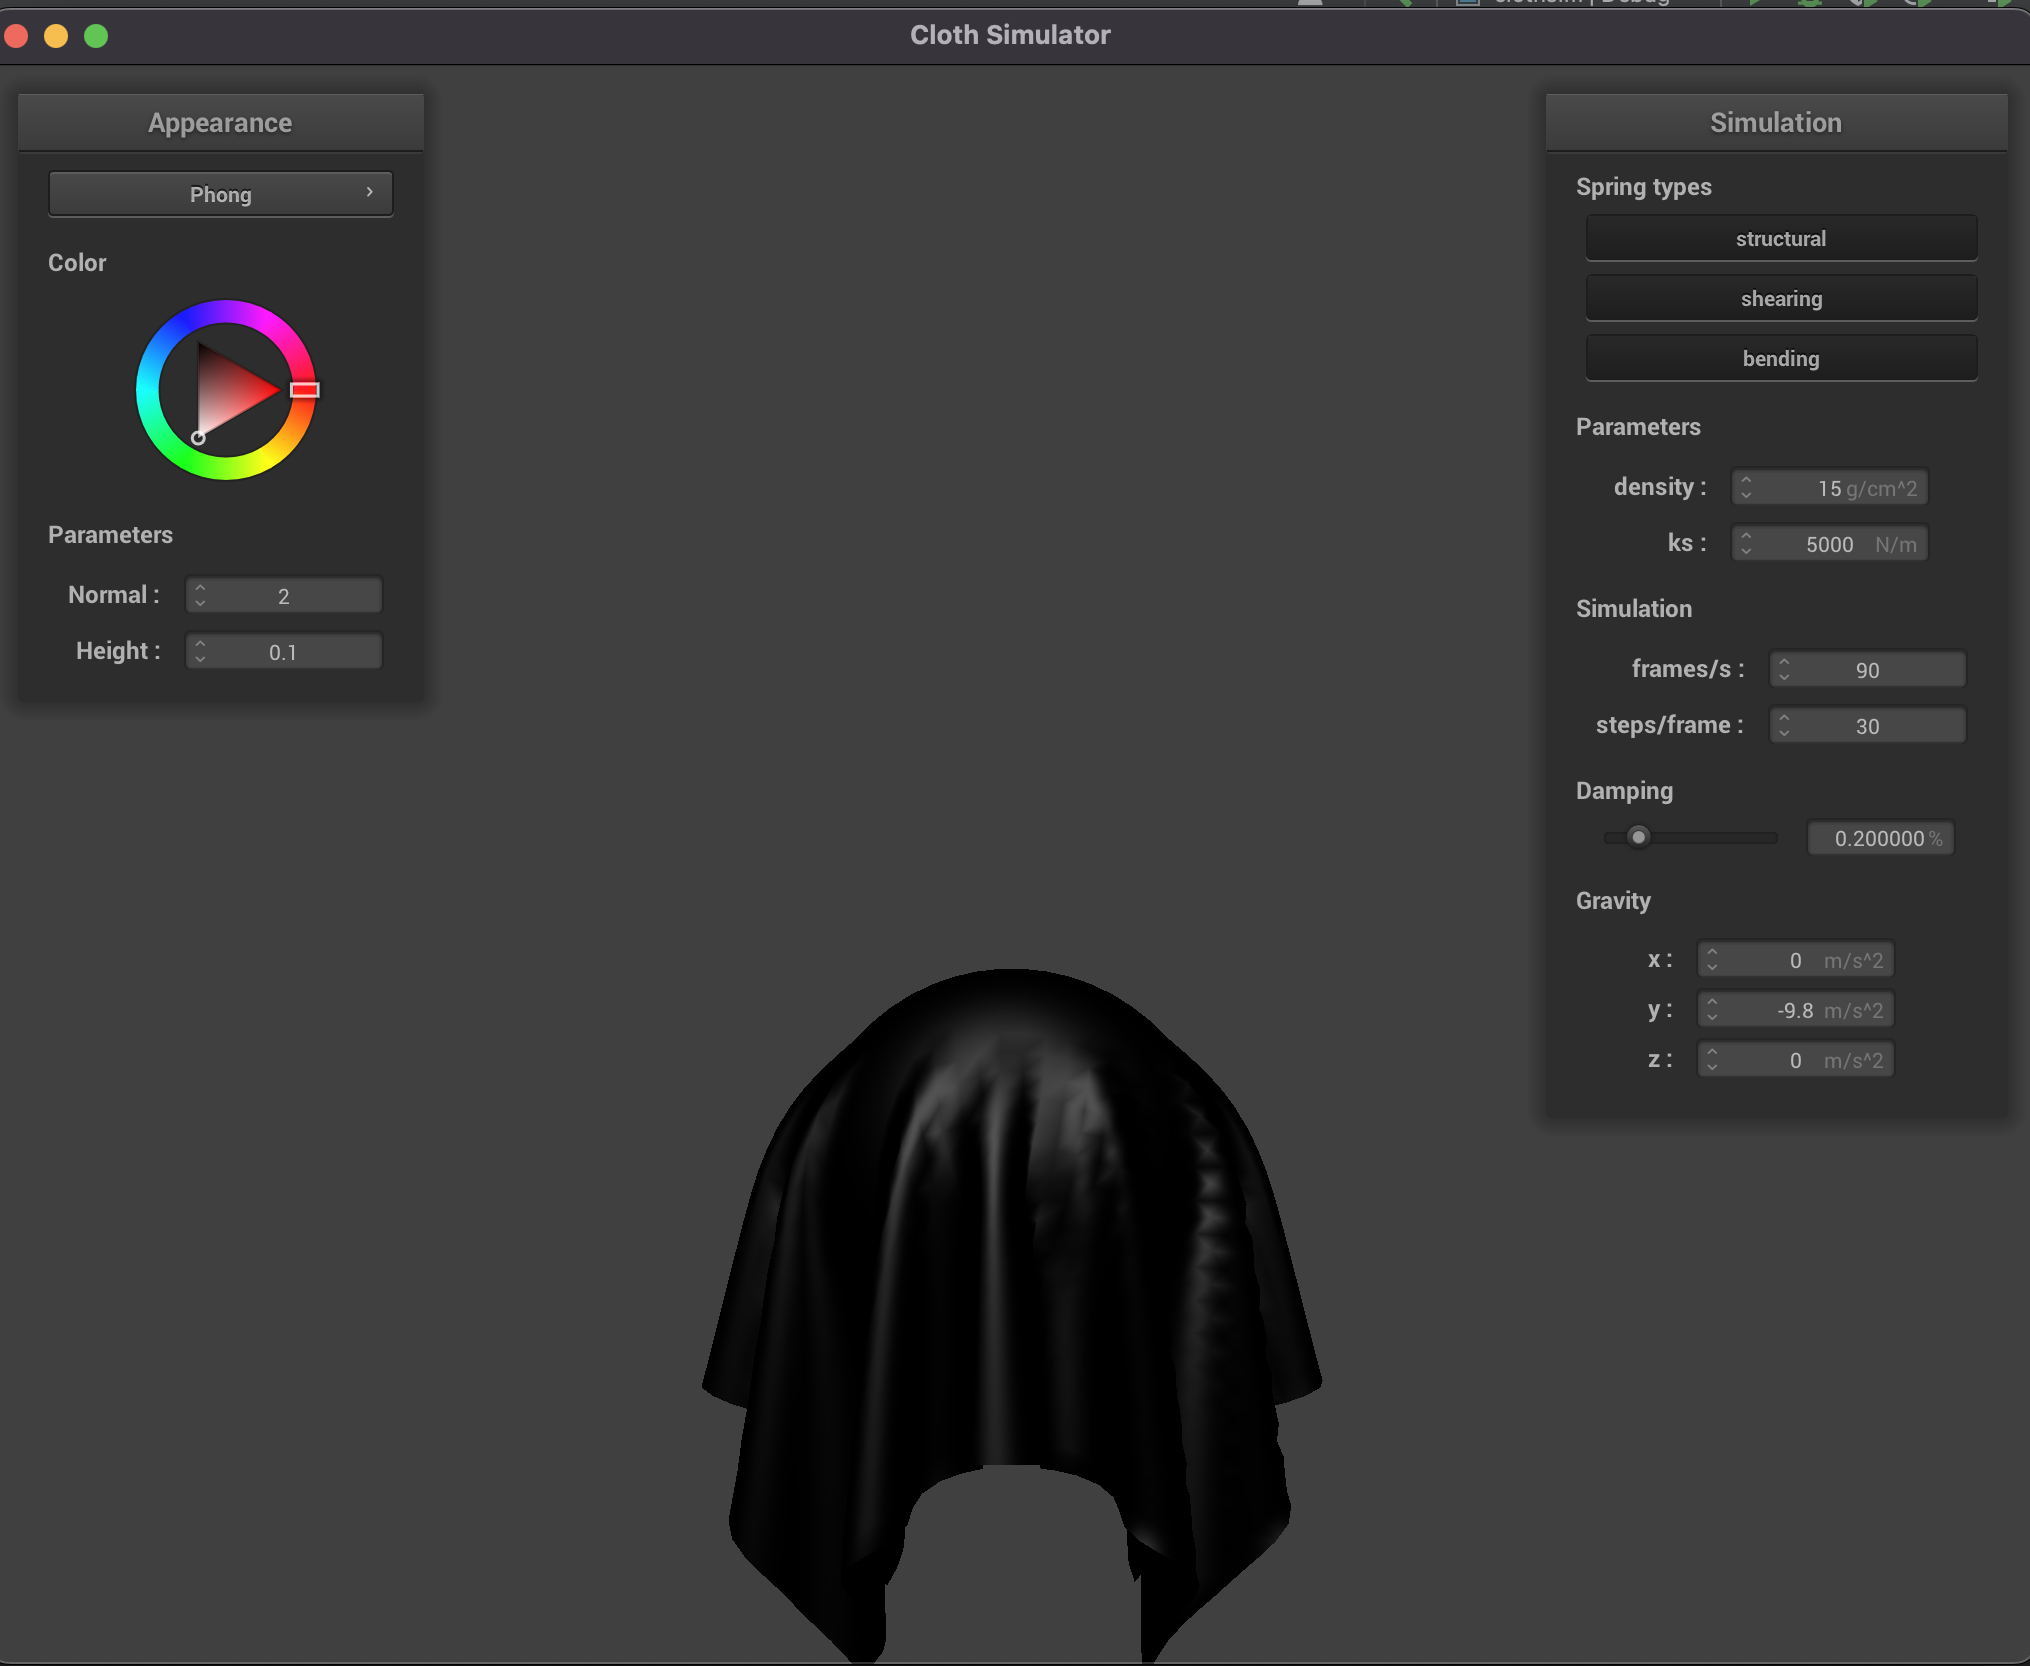 Cloth Simulator
Appearance
Phong
Color
Parameters
Normal : 2
Height : 0.1
Simulation
Spring types
structural
shearing
bending
Parameters
density : 15 g/cm^2
ks : 5000 N/m
Simulation
frames/s : 90
steps/frame : 30
Damping
0.200000 %
Gravity
x : 0 m/s^2
y : -9.8 m/s^2
z : 0 m/s^2